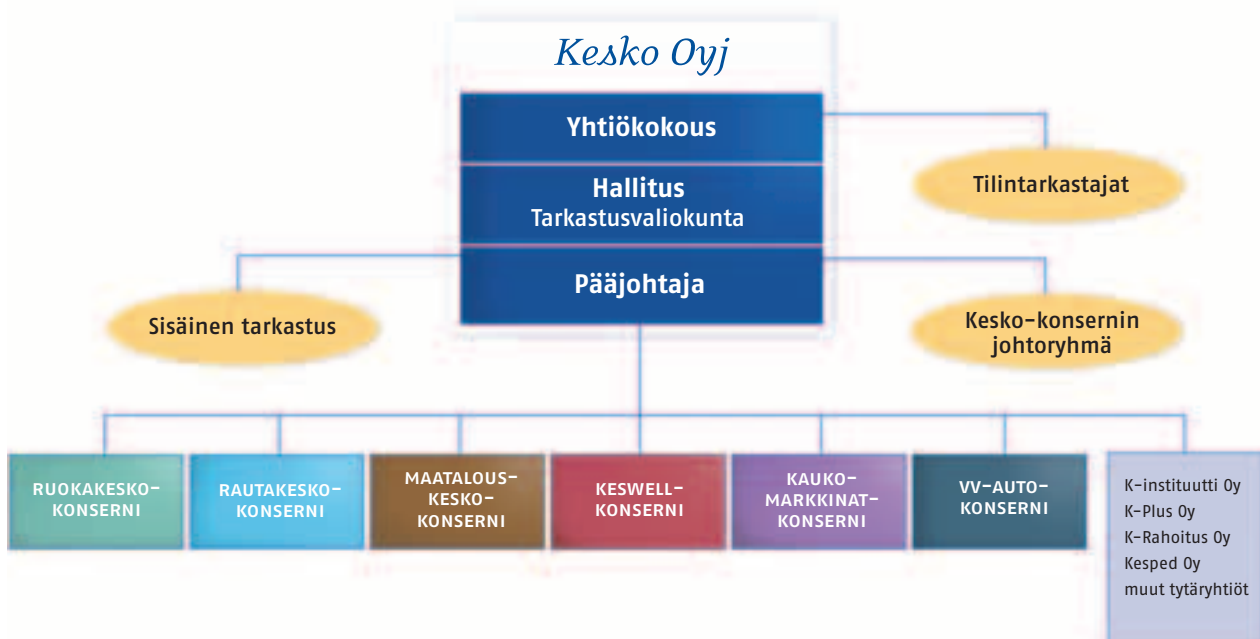 Kesko Oyj
Yhtiökokous
Tilintarkastajat
Hallitus
Tarkastusvaliokunta
Pääjohtaja
Sisäinen tarkastus
Kesko-konsernin
johtoryhmä
RUOKAKESKO-
KONSERNI
RAUTAKESKO-
KONSERNI
MAATALOUS-
KESKO-
KONSERNI
KESWELL-
KONSERNI
KAUKO-
MARKKINAT-
KONSERNI
VV-AUTO-
KONSERNI
K-instituutti Oy
K-Plus Oy
K-Rahoitus Oy
Kesped Oy
muut tytäryhtiöt